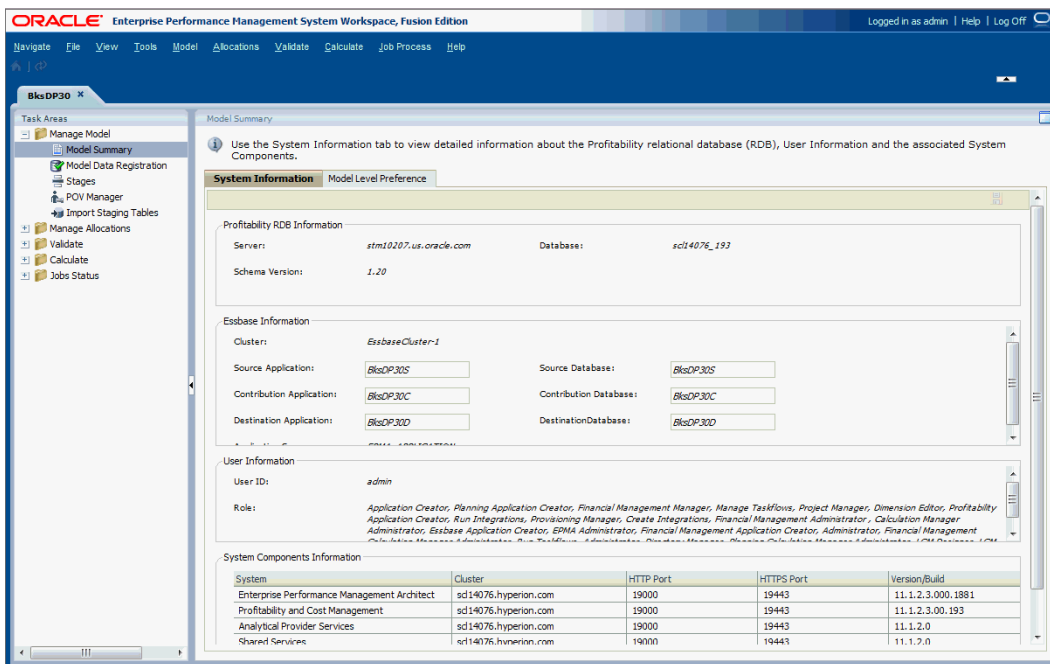 ORACLE Enterprise Performance Management System Workspace, Fusion Edition
Logged in as admin | Help | Log Off
Navigate File View Tools Model Allocations Validate Calculate Job Process Help
BksDP30 X
Task Areas
Manage Model
Model Summary
Model Data Registration
Stages
POV Manager
Import Staging Tables
Manage Allocations
Validate
Calculate
Jobs Status
Model Summary
Use the System Information tab to view detailed information about the Profitability relational database (RDB), User Information and the associated System
Components.
System Information Model Level Preference
Profitability RDB Information
Server: stm10207.us.oracle.com Database: scl14076_193
Schema Version: 1.20
Essbase Information
Cluster: EssbaseCluster-1
Source Application: BksDP30S Source Database: BksDP30S
Contribution Application: BksDP30C Contribution Database: BksDP30C
Destination Application: BksDP30D DestinationDatabase: BksDP30D
User Information
User ID: admin
Role: Application Creator, Planning Application Creator, Financial Management Manager, Manage Taskflows, Project Manager, Dimension Editor, Profitability
Application Creator, Run Integrations, Provisioning Manager, Create Integrations, Financial Management Administrator , Calculation Manager
Administrator, Essbase Application Creator, EPMA Administrator, Financial Management Application Creator, Administrator, Financial Management
System Components Information
System Cluster HTTP Port HTTPS Port Version/Build
Enterprise Performance Management Architect scl14076.hyperion.com 19000 19443 11.1.2.3.000.1881
Profitability and Cost Management scl14076.hyperion.com 19000 19443 11.1.2.3.00.193
Analytical Provider Services scl14076.hyperion.com 19000 19443 11.1.2.0
Shared Services scl14076.hyperion.com 19000 19443 11.1.2.0